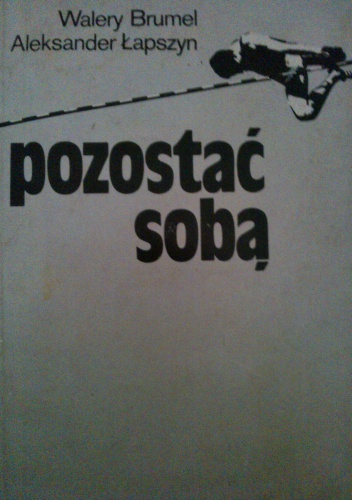 Walery Brumel
Aleksander Łapszyn
pozostać
sobą